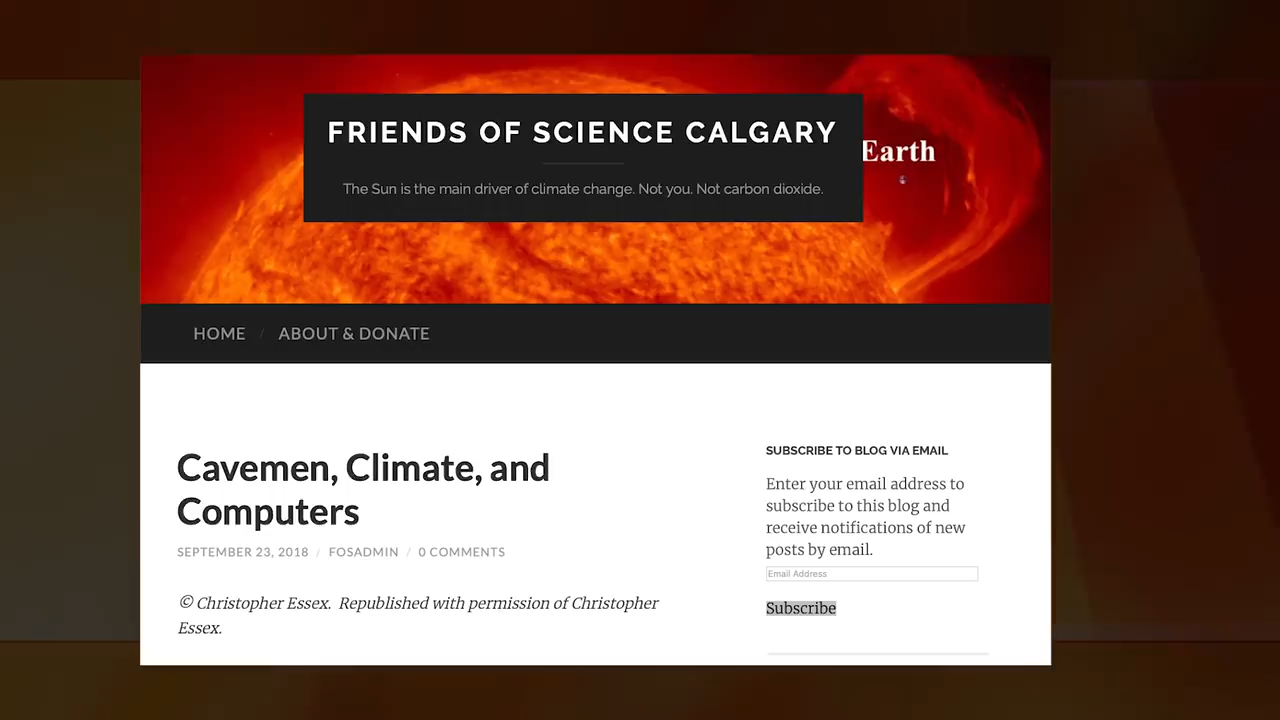 FRIENDS OF SCIENCE CALGARY
Earth
The Sun is the main driver of climate change. Not you. Not carbon dioxide.
HOME / ABOUT & DONATE
Cavemen, Climate, and
Computers
SEPTEMBER 23, 2018 / FOSADMIN / 0 COMMENTS
© Christopher Essex. Republished with permission of Christopher
Essex.
SUBSCRIBE TO BLOG VIA EMAIL
Enter your email address to
subscribe to this blog and
receive notifications of new
posts by email.
Email Address
Subscribe